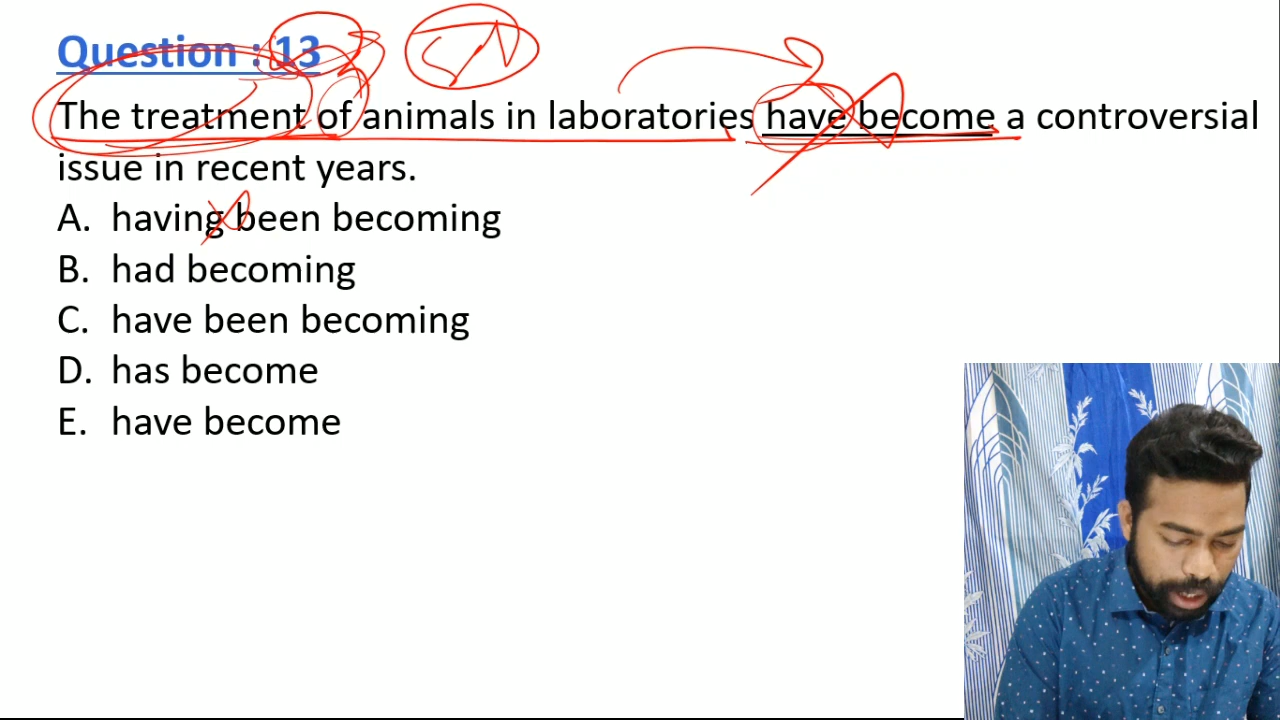 Question : 13
SN
The treatment of animals in laboratories have become a controversial
issue in recent years.
A. having been becoming
B. had becoming
C. have been becoming
D. has become
E. have become